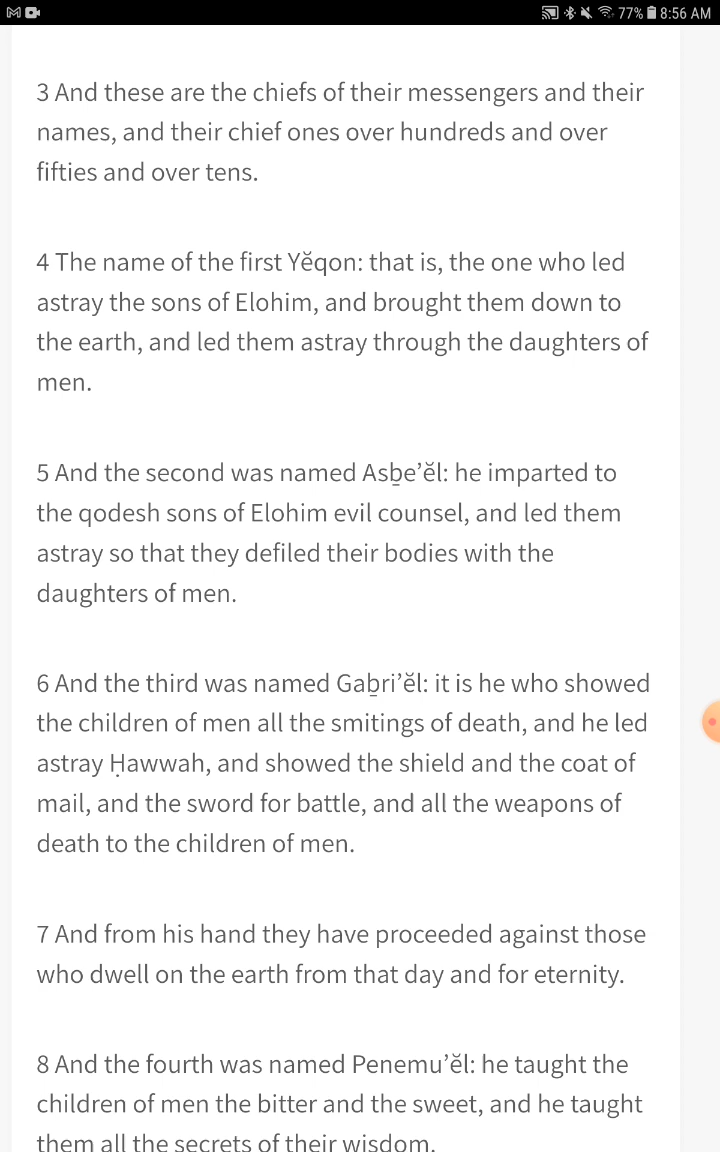 77% 8:56 AM
3 And these are the chiefs of their messengers and their
names, and their chief ones over hundreds and over
fifties and over tens.
4 The name of the first Yĕqon: that is, the one who led
astray the sons of Elohim, and brought them down to
the earth, and led them astray through the daughters of
men.
5 And the second was named Asḇe’ĕl: he imparted to
the qodesh sons of Elohim evil counsel, and led them
astray so that they defiled their bodies with the
daughters of men.
6 And the third was named Gaḇri’ĕl: it is he who showed
the children of men all the smitings of death, and he led
astray Ḥawwah, and showed the shield and the coat of
mail, and the sword for battle, and all the weapons of
death to the children of men.
7 And from his hand they have proceeded against those
who dwell on the earth from that day and for eternity.
8 And the fourth was named Penemu’ĕl: he taught the
children of men the bitter and the sweet, and he taught
them all the secrets of their wisdom.